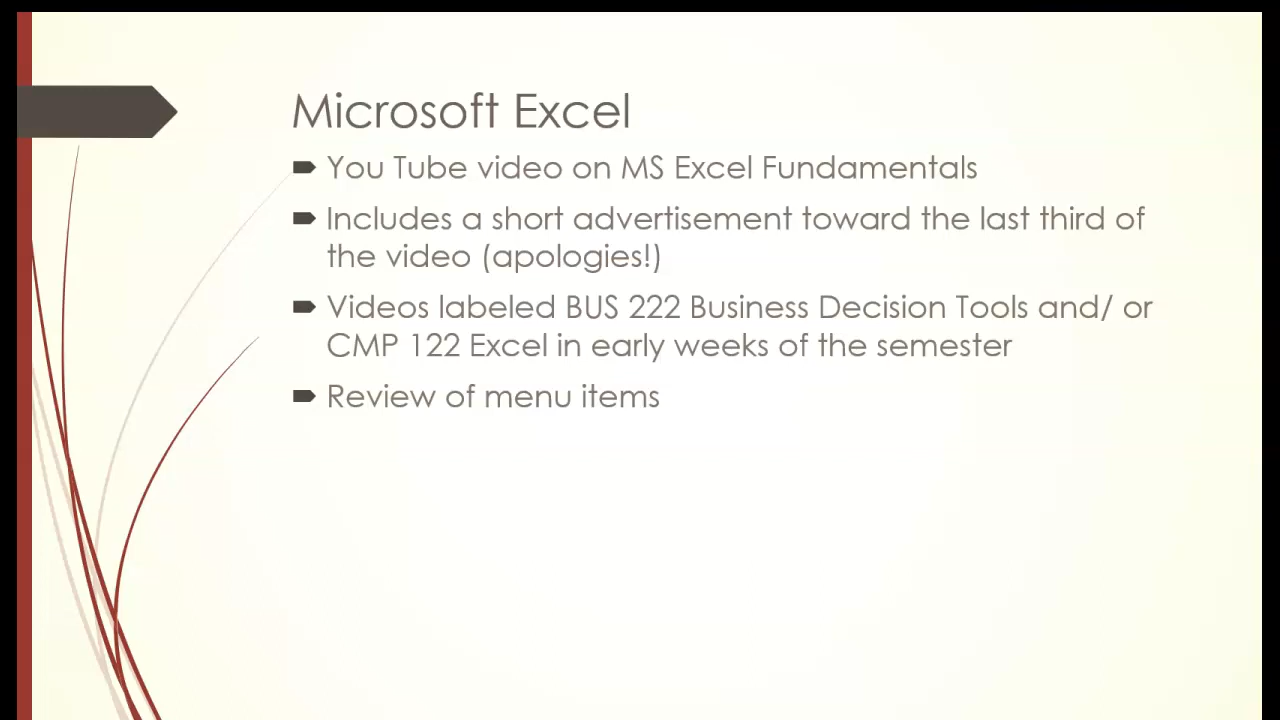 Microsoft Excel
You Tube video on MS Excel Fundamentals
Includes a short advertisement toward the last third of
the video (apologies!)
Videos labeled BUS 222 Business Decision Tools and/ or
CMP 122 Excel in early weeks of the semester
Review of menu items